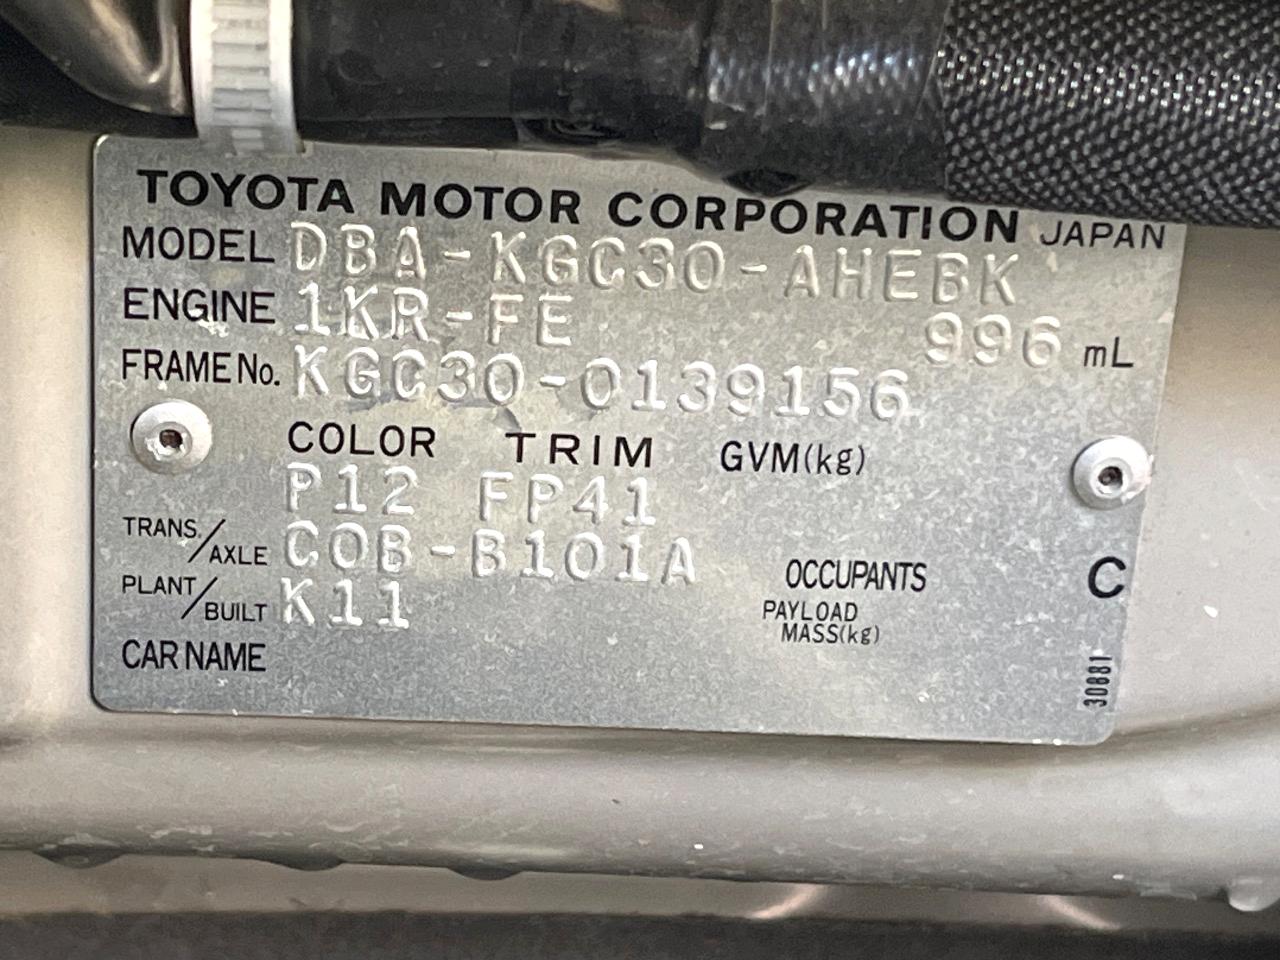 TOYOTA MOTOR CORPORATION JAPAN
MODEL DBA-KGC30-AHEBK
ENGINE 1KR-FE 996 mL
FRAME No. KGC30-0139156
COLOR TRIM GVM(kg)
P12 FP41
TRANS./AXLE C0B-B101A
OCCUPANTS C
PLANT/BUILT K11
PAYLOAD
MASS(kg)
CAR NAME
30881